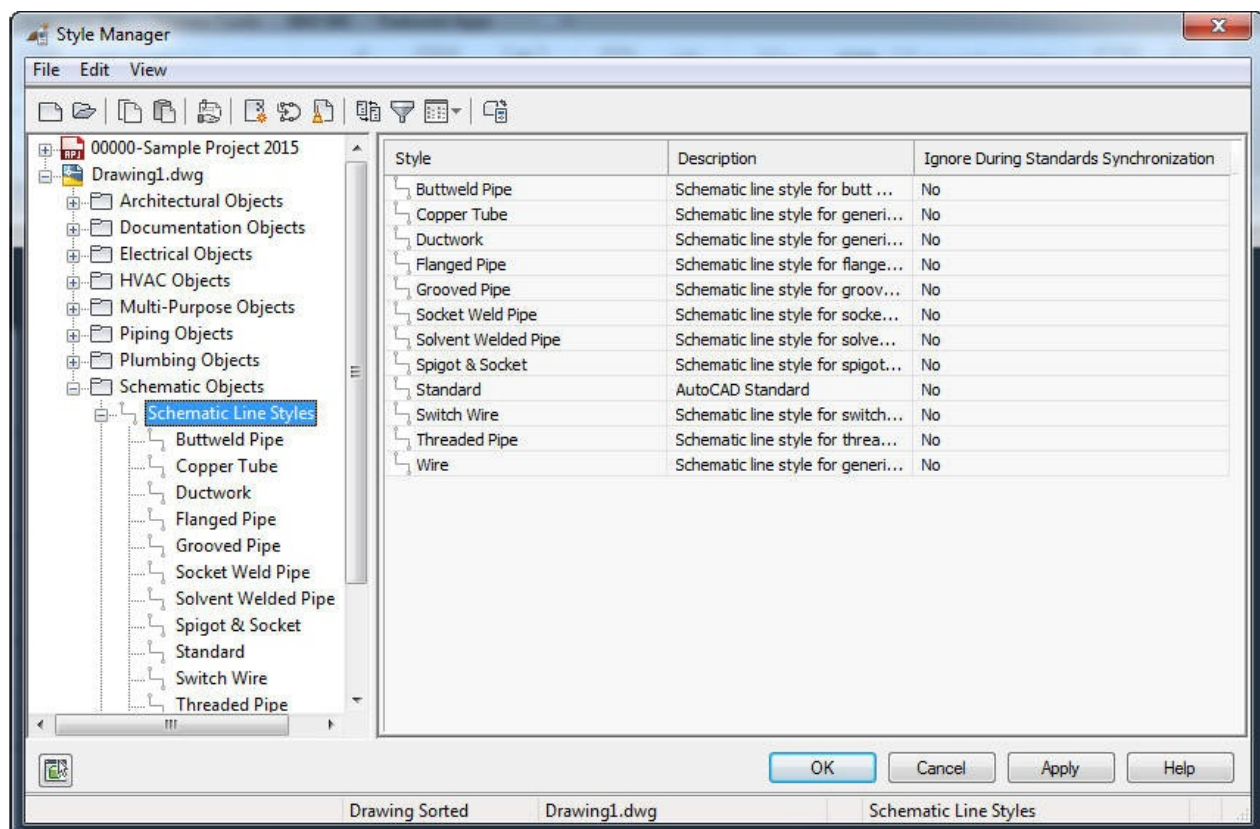 Style Manager
File Edit View
00000-Sample Project 2015
Drawing1.dwg
Architectural Objects
Documentation Objects
Electrical Objects
HVAC Objects
Multi-Purpose Objects
Piping Objects
Plumbing Objects
Schematic Objects
Schematic Line Styles
Buttweld Pipe
Copper Tube
Ductwork
Flanged Pipe
Grooved Pipe
Socket Weld Pipe
Solvent Welded Pipe
Spigot & Socket
Standard
Switch Wire
Threaded Pipe
Style Description Ignore During Standards Synchronization
Buttweld Pipe Schematic line style for butt ... No
Copper Tube Schematic line style for generi... No
Ductwork Schematic line style for generi... No
Flanged Pipe Schematic line style for flange... No
Grooved Pipe Schematic line style for groov... No
Socket Weld Pipe Schematic line style for socke... No
Solvent Welded Pipe Schematic line style for solve... No
Spigot & Socket Schematic line style for spigot... No
Standard AutoCAD Standard No
Switch Wire Schematic line style for switch... No
Threaded Pipe Schematic line style for threa... No
Wire Schematic line style for generi... No
OK Cancel Apply Help
Drawing Sorted Drawing1.dwg Schematic Line Styles